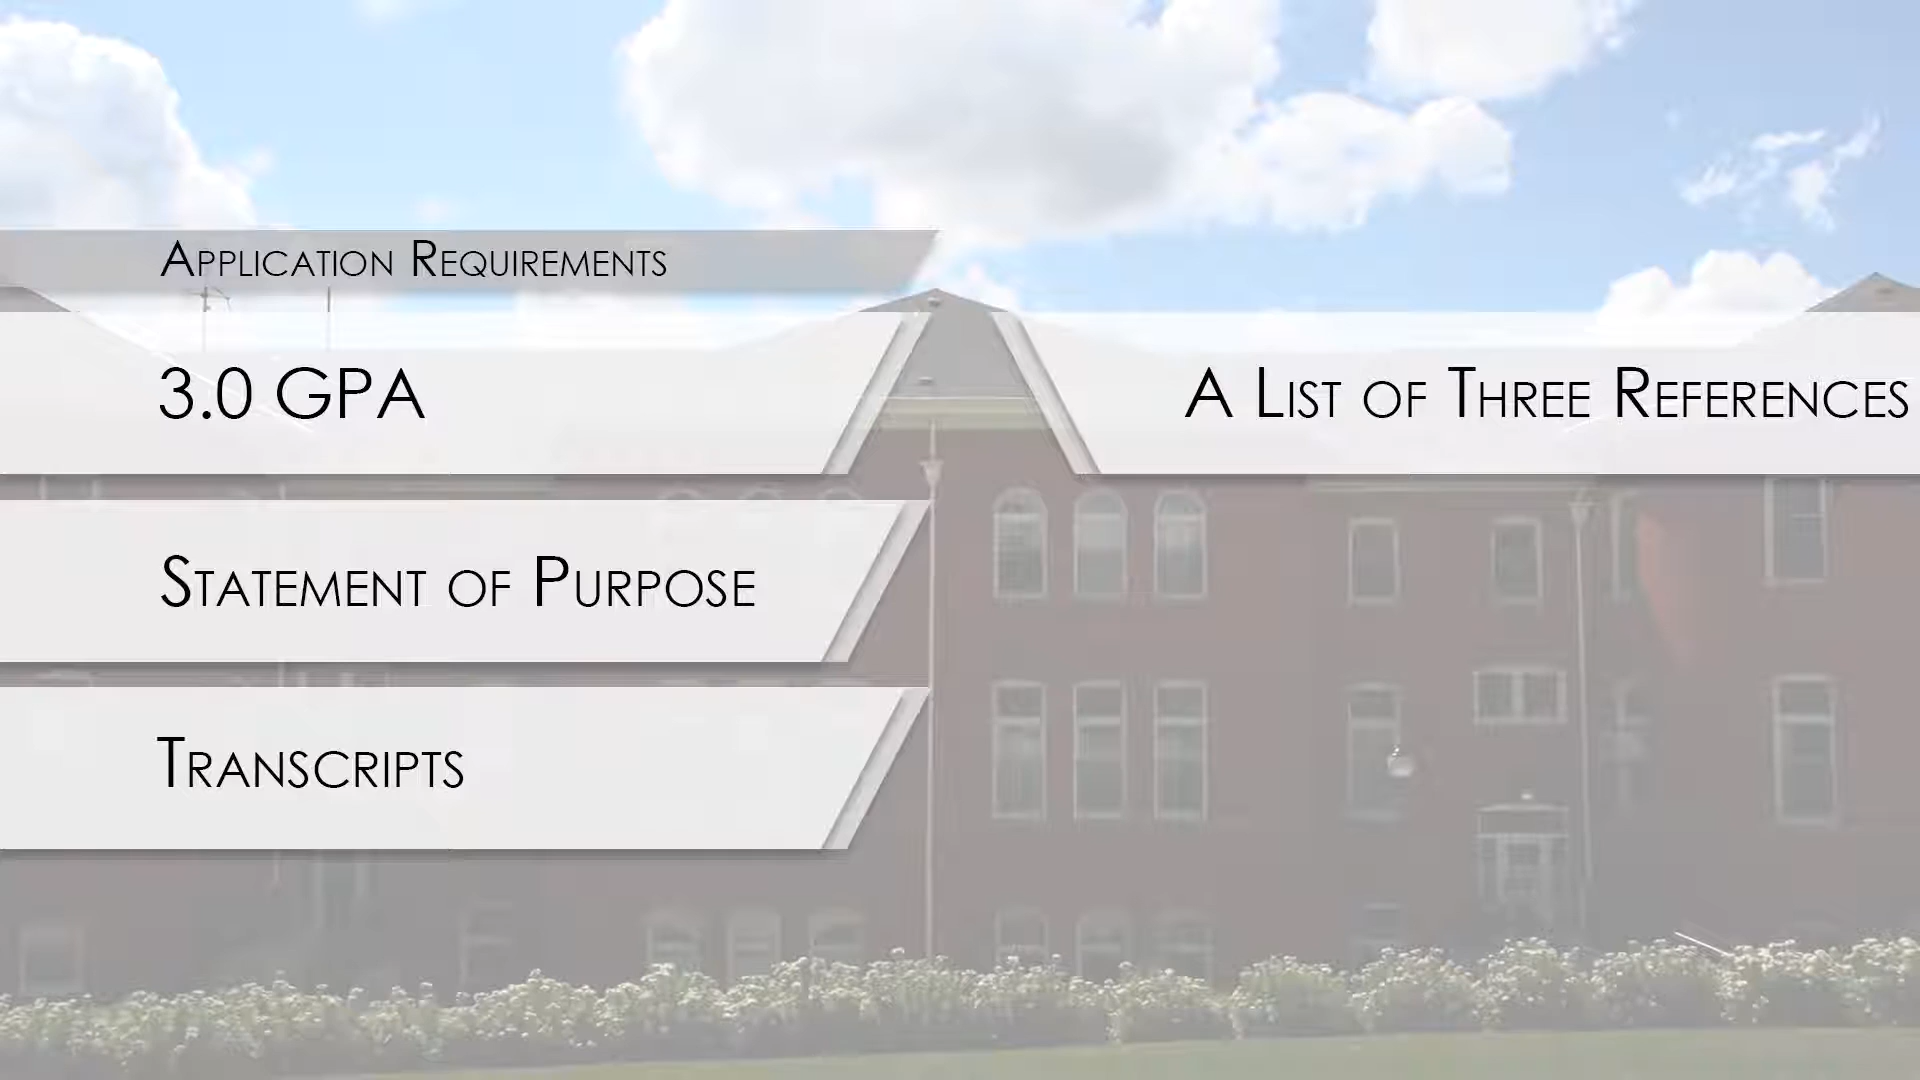 Application Requirements
3.0 GPA
Statement of Purpose
Transcripts
A List of Three References